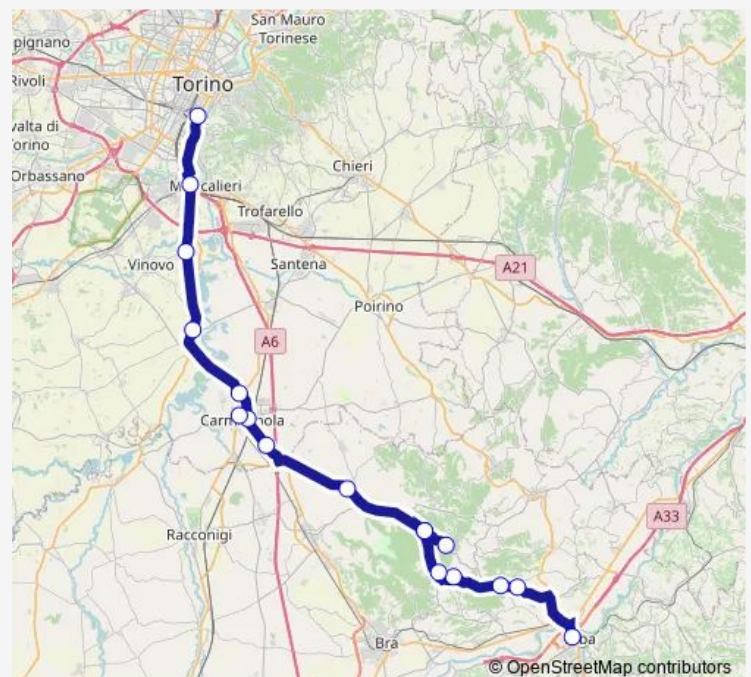 San Mauro
Torinese
pignano
Rivoli
Torino
valta di
Torino
Orbassano
Chieri
Trofarello
Vinovo
Santena
A21
Poirino
A6
Racconigi
A33
Bra
© OpenStreetMap contributors